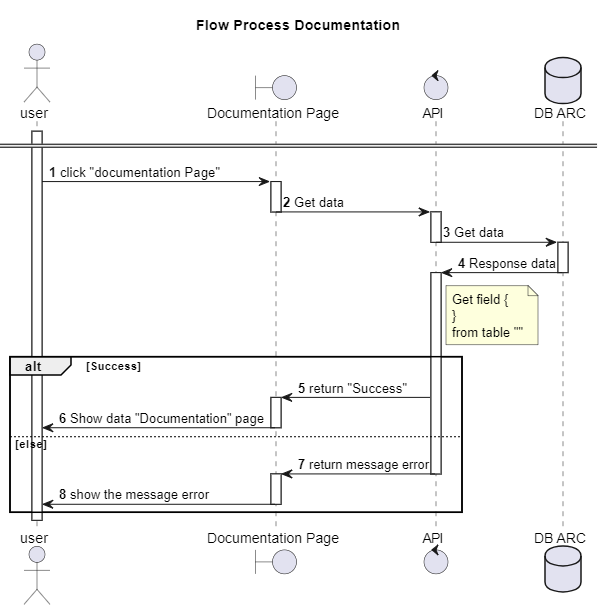 Flow Process Documentation
user
Documentation Page
API
DB ARC
1 click "documentation Page"
2 Get data
3 Get data
4 Response data
Get field {
}
from table ""
alt [Success]
5 return "Success"
6 Show data "Documentation" page
[else]
7 return message error
8 show the message error
user
Documentation Page
API
DB ARC